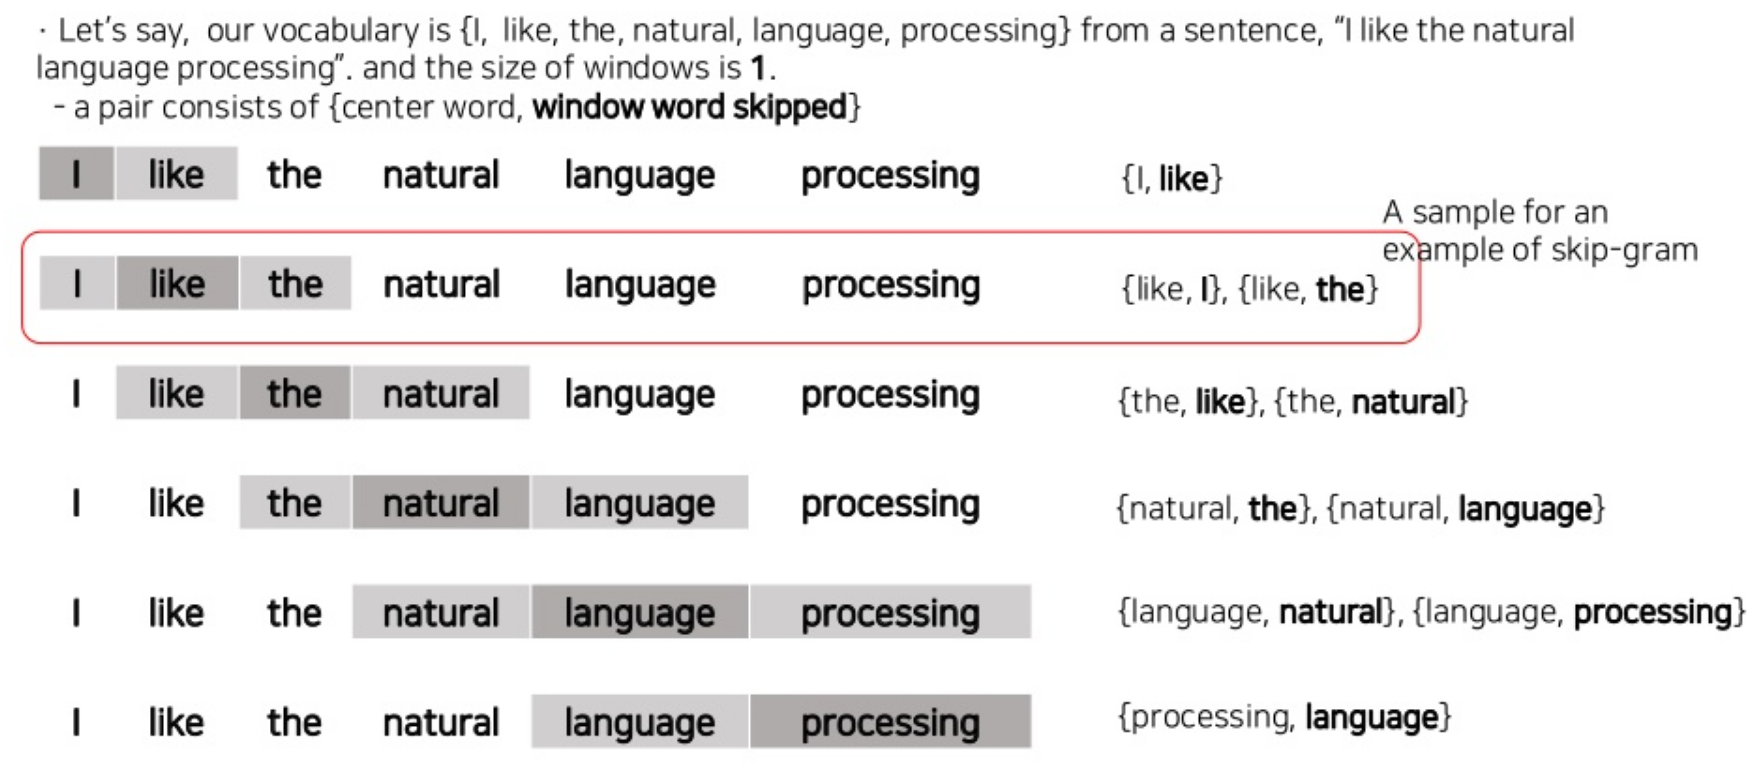 · Let's say, our vocabulary is {I, like, the, natural, language, processing} from a sentence, “I like the natural
language processing”. and the size of windows is 1.
- a pair consists of {center word, window word skipped}
I like the natural language processing {I, like}
A sample for an
example of skip-gram
I like the natural language processing {like, I}, {like, the}
I like the natural language processing {the, like}, {the, natural}
I like the natural language processing {natural, the}, {natural, language}
I like the natural language processing {language, natural}, {language, processing}
I like the natural language processing {processing, language}